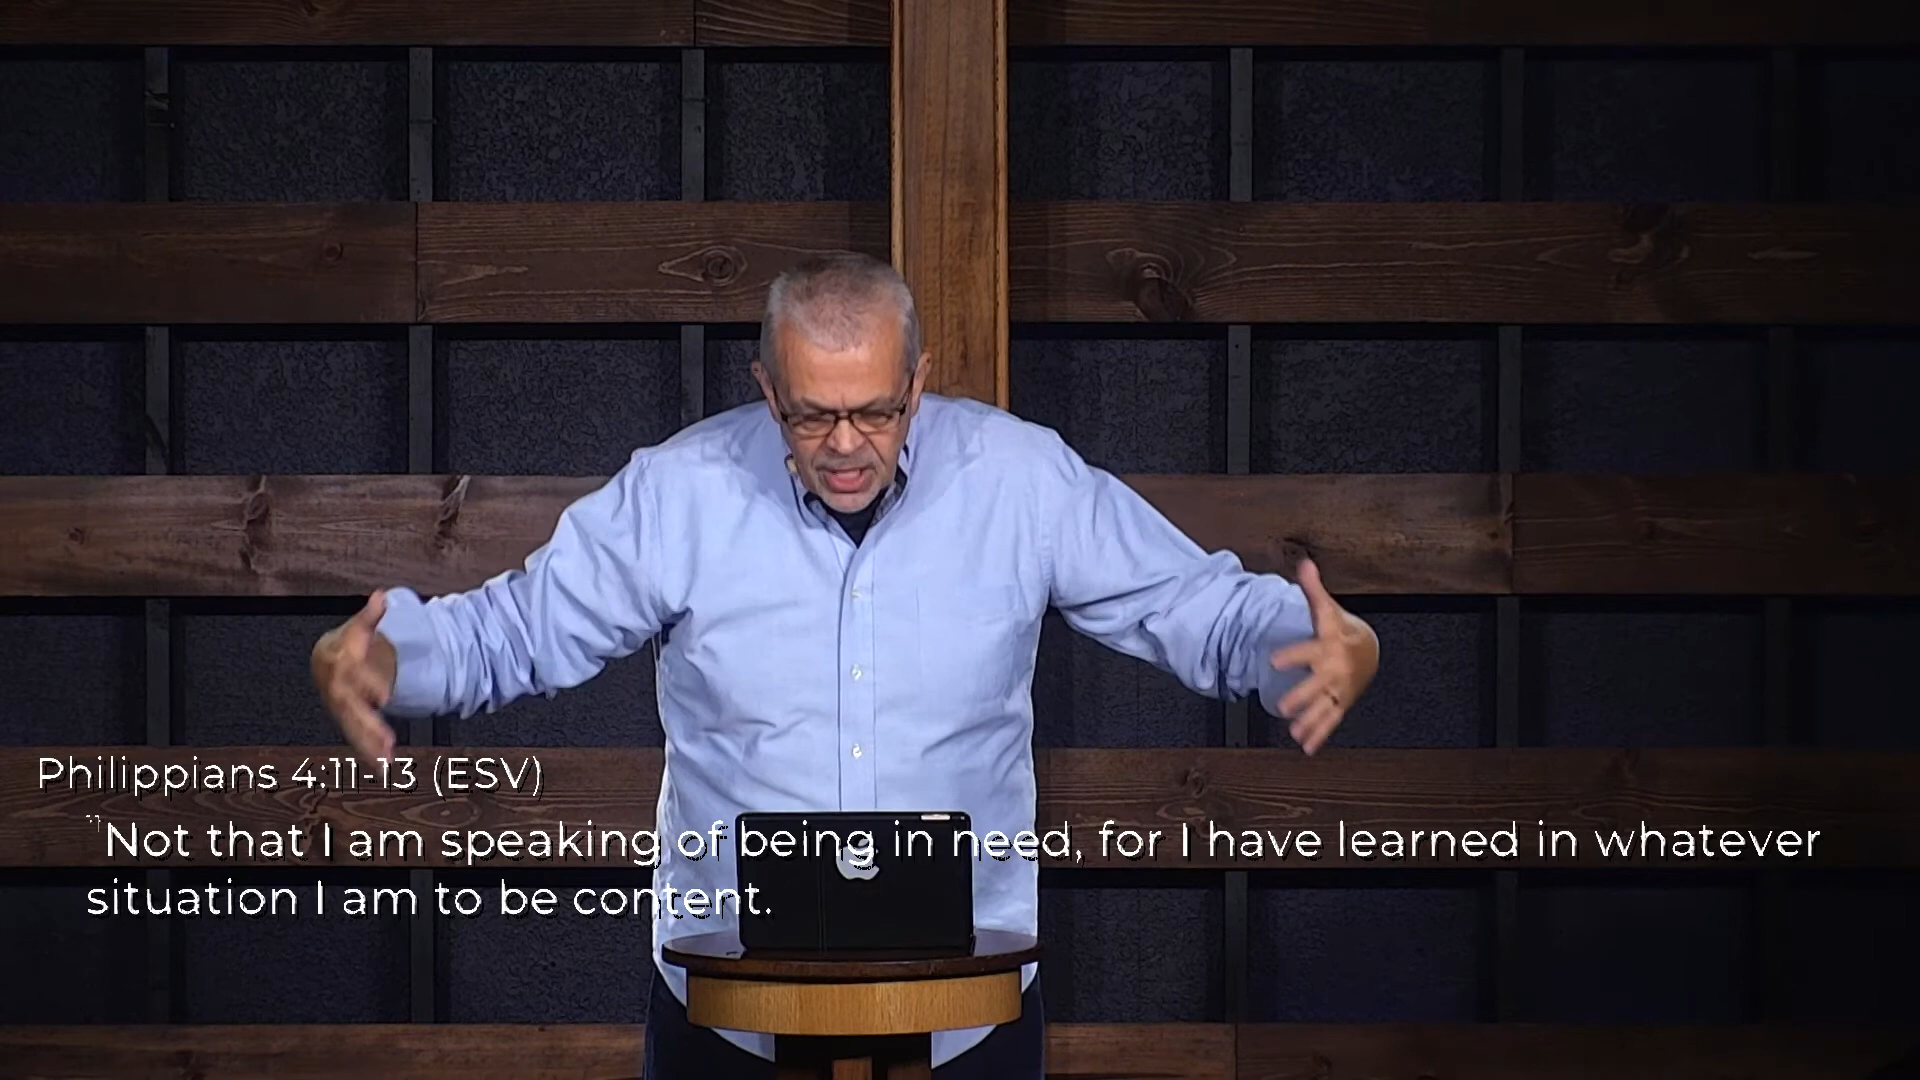 Philippians 4:11-13 (ESV)
11Not that I am speaking of being in need, for I have learned in whatever
situation I am to be content.